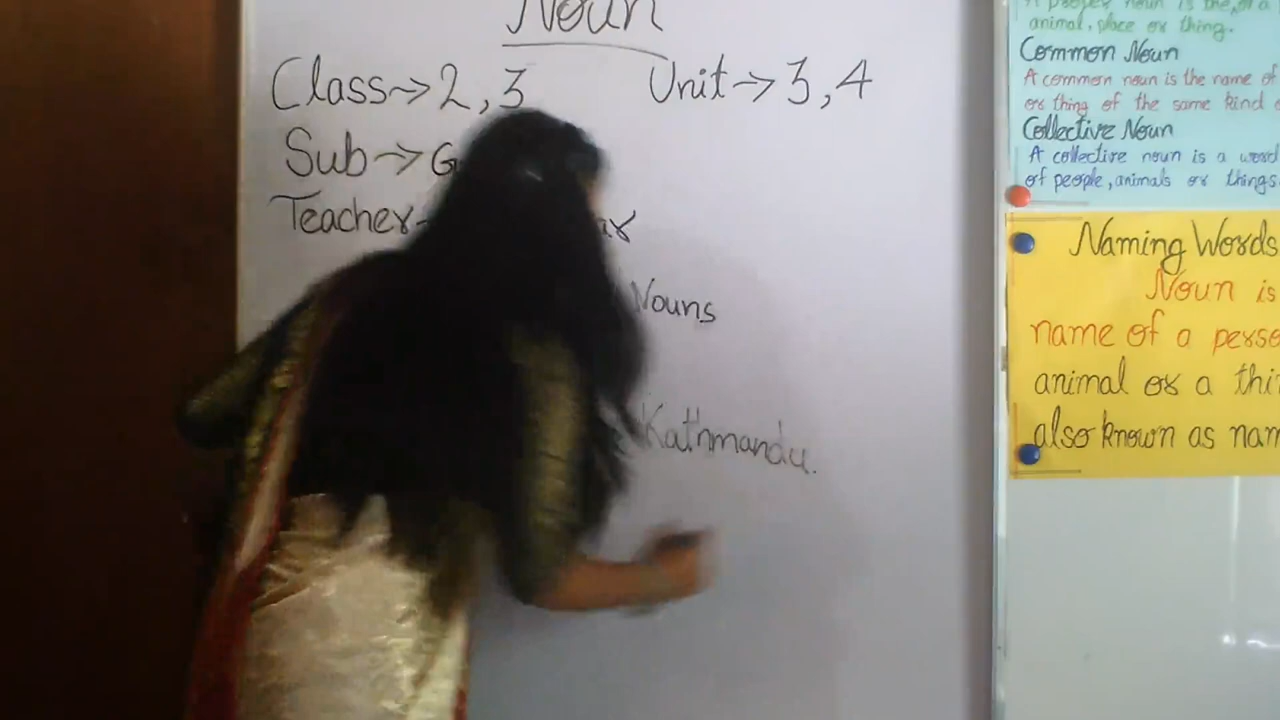 Noun
Class→2,3 Unit→3,4
Sub→G
Teacher-
Nouns
Kathmandu.
A proper noun is the
animal, place or thing.
Common Noun
A common noun is the name of
or thing of the same kind
Collective Noun
A collective noun is a word
of people, animals or things.
Naming Words
Noun is
name of a perso
animal or a thi
also known as nam